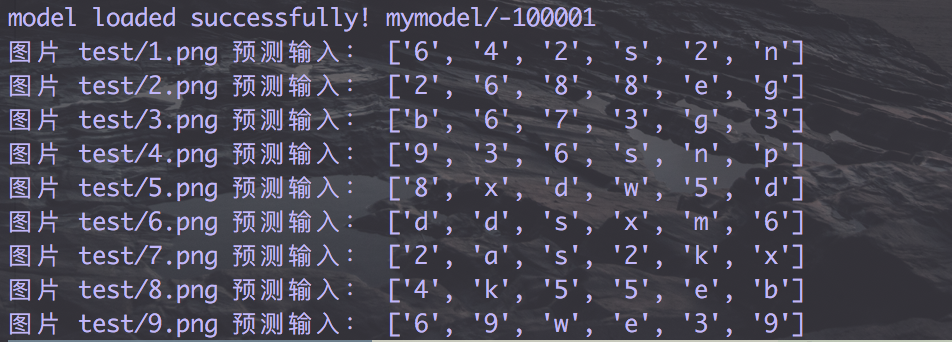 model loaded successfully! mymodel/-100001
图片 test/1.png 预测输入： ['6', '4', '2', 's', '2', 'n']
图片 test/2.png 预测输入： ['2', '6', '8', '8', 'e', 'g']
图片 test/3.png 预测输入： ['b', '6', '7', '3', 'g', '3']
图片 test/4.png 预测输入： ['9', '3', '6', 's', 'n', 'p']
图片 test/5.png 预测输入： ['8', 'x', 'd', 'w', '5', 'd']
图片 test/6.png 预测输入： ['d', 'd', 's', 'x', 'm', '6']
图片 test/7.png 预测输入： ['2', 'a', 's', '2', 'k', 'x']
图片 test/8.png 预测输入： ['4', 'k', '5', '5', 'e', 'b']
图片 test/9.png 预测输入： ['6', '9', 'w', 'e', '3', '9']